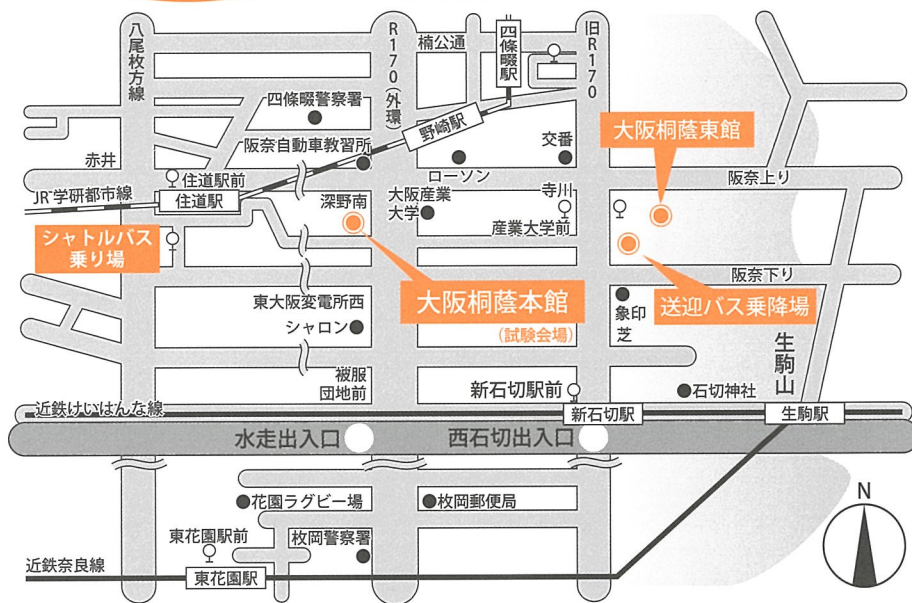 八尾枚方線
R170(外環)
楠公通
四條畷駅
旧R170
四條畷警察署
野崎駅
大阪桐蔭東館
阪奈自動車教習所
交番
赤井
住道駅前
ローソン
阪奈上り
JR学研都市線
住道駅
深野南
大阪産業
大学
寺川
産業大学前
シャトルバス
乗り場
阪奈下り
大阪桐蔭本館
(試験会場)
送迎バス乗降場
東大阪変電所西
シャロン
象印
芝
生駒山
被服
団地前
新石切駅前
石切神社
近鉄けいはんな線
新石切駅
生駒駅
水走出入口
西石切出入口
花園ラグビー場
枚岡郵便局
N
東花園駅前
枚岡警察署
近鉄奈良線
東花園駅